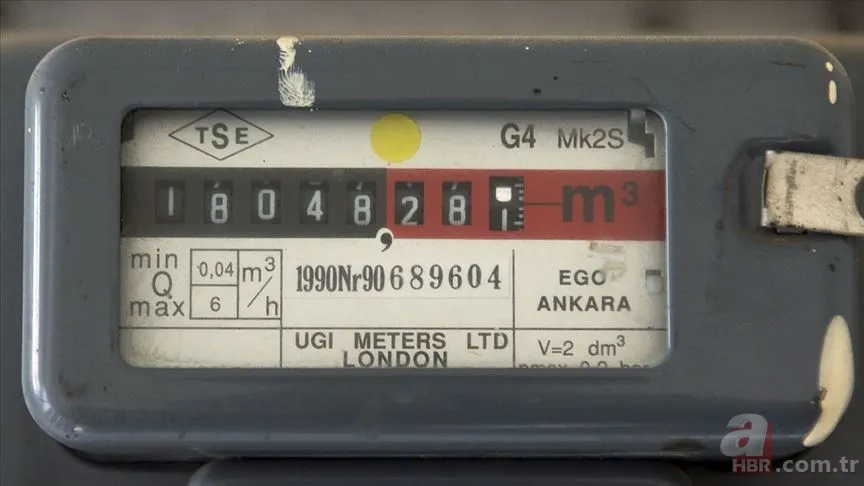 TSE
G4 Mk2S
18048281 m³
,
min Q max 0,04 6 m³/h
1990Nr90689604
EGO
ANKARA
UGI METERS LTD
LONDON
V=2 dm³
a
HBR.com.tr